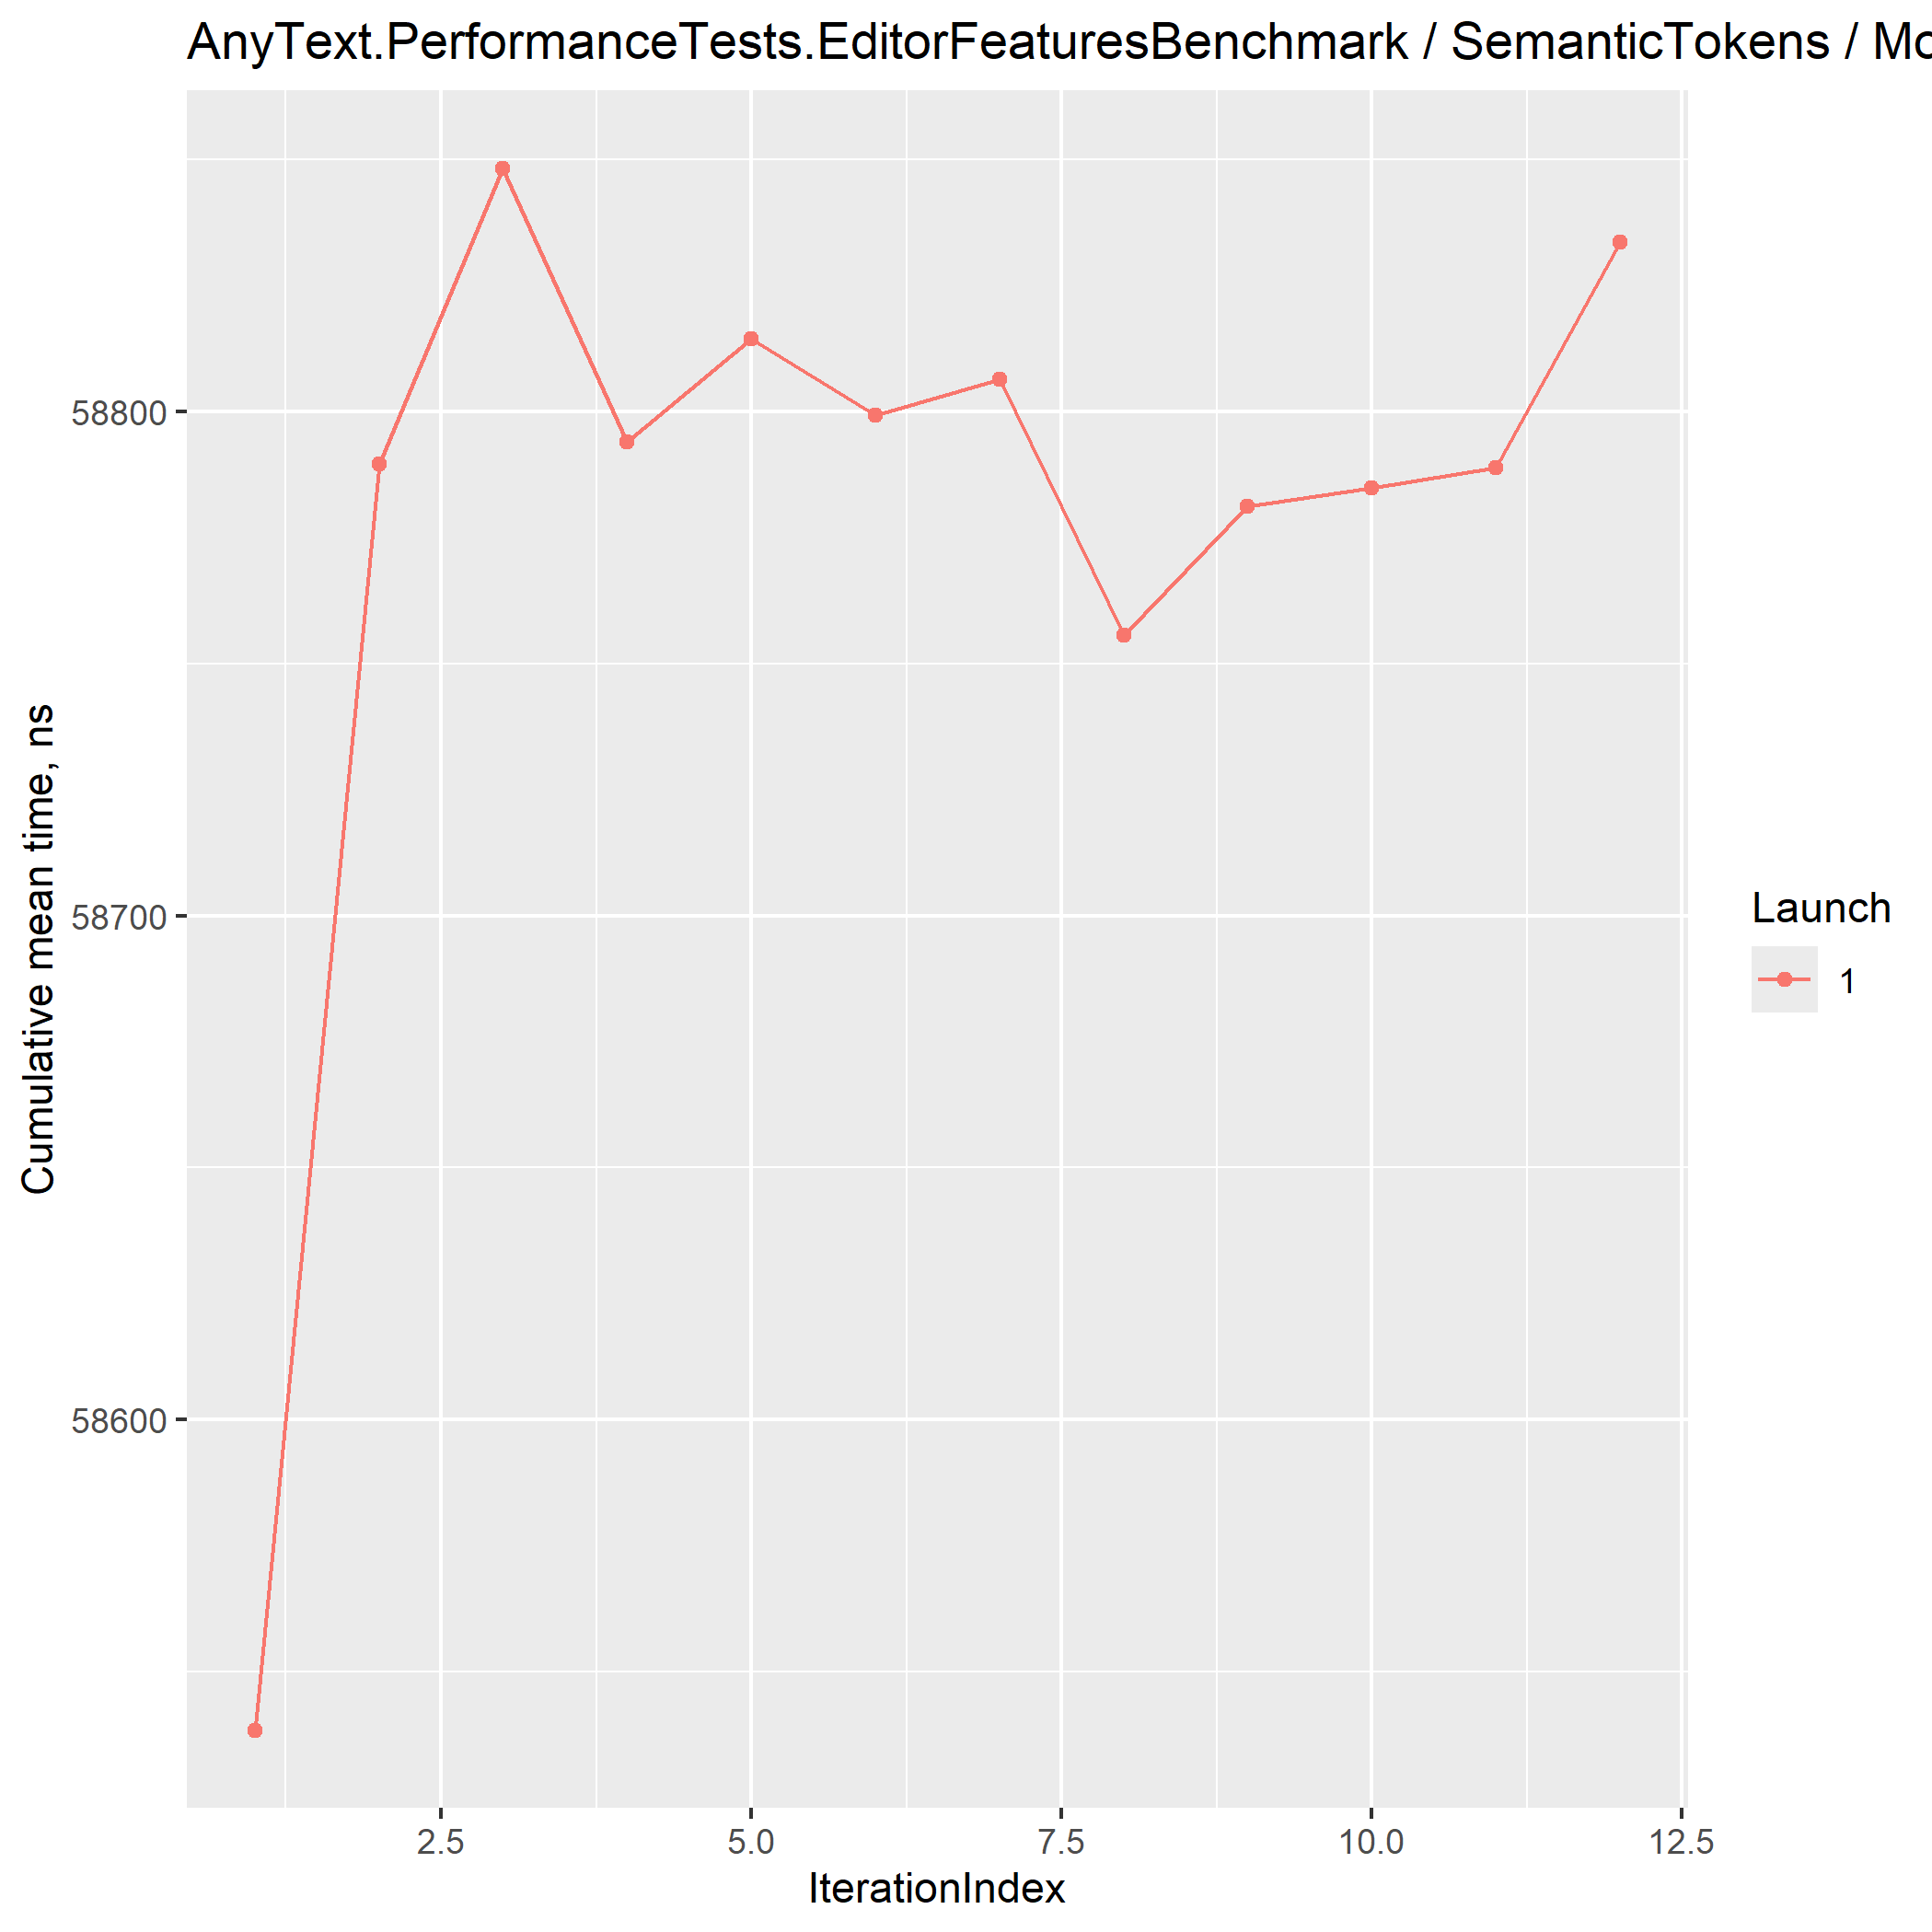 AnyText.PerformanceTests.EditorFeaturesBenchmark / SemanticTokens /
Cumulative mean time, ns
58800
58700
58600
2.5
5.0
7.5
10.0
12.5
IterationIndex
Launch
1